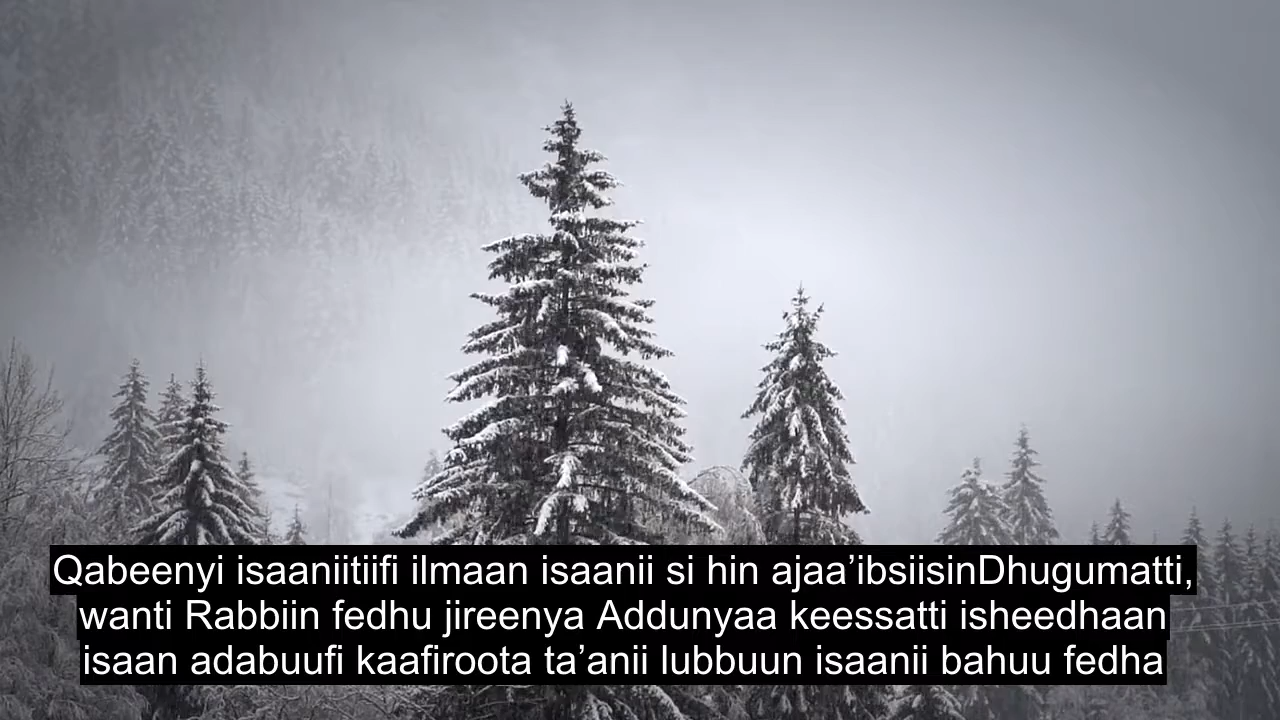 Qabeenyi isaaniitiifi ilmaan isaanii si hin ajaa’ibsiisinDhugumatti,
wanti Rabbiin fedhu jireenya Addunyaa keessatti isheedhaan
isaan adabuufi kaafiroota ta’anii lubbuun isaanii bahuu fedha